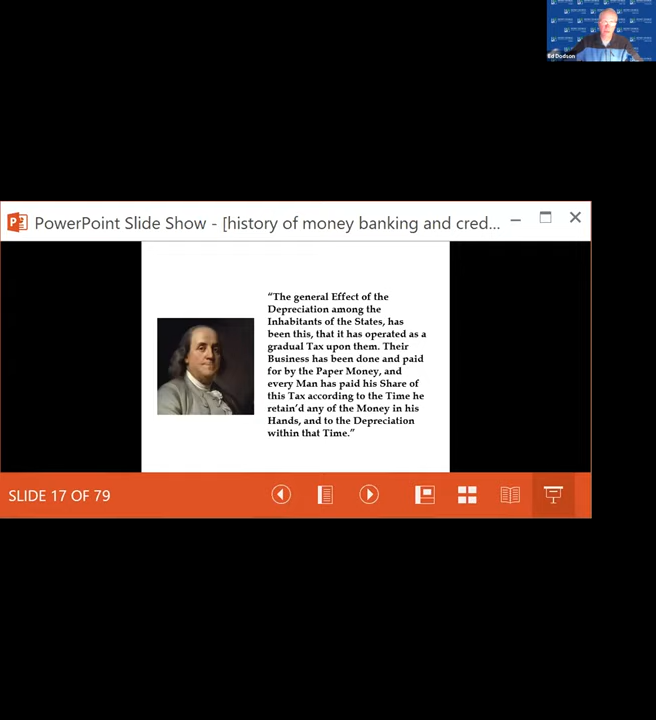 Ed Dodson
PowerPoint Slide Show - [history of money banking and cred...
“The general Effect of the
Depreciation among the
Inhabitants of the States, has
been this, that it has operated as a
gradual Tax upon them. Their
Business has been done and paid
for by the Paper Money, and
every Man has paid his Share of
this Tax according to the Time he
retain’d any of the Money in his
Hands, and to the Depreciation
within that Time.”
SLIDE 17 OF 79